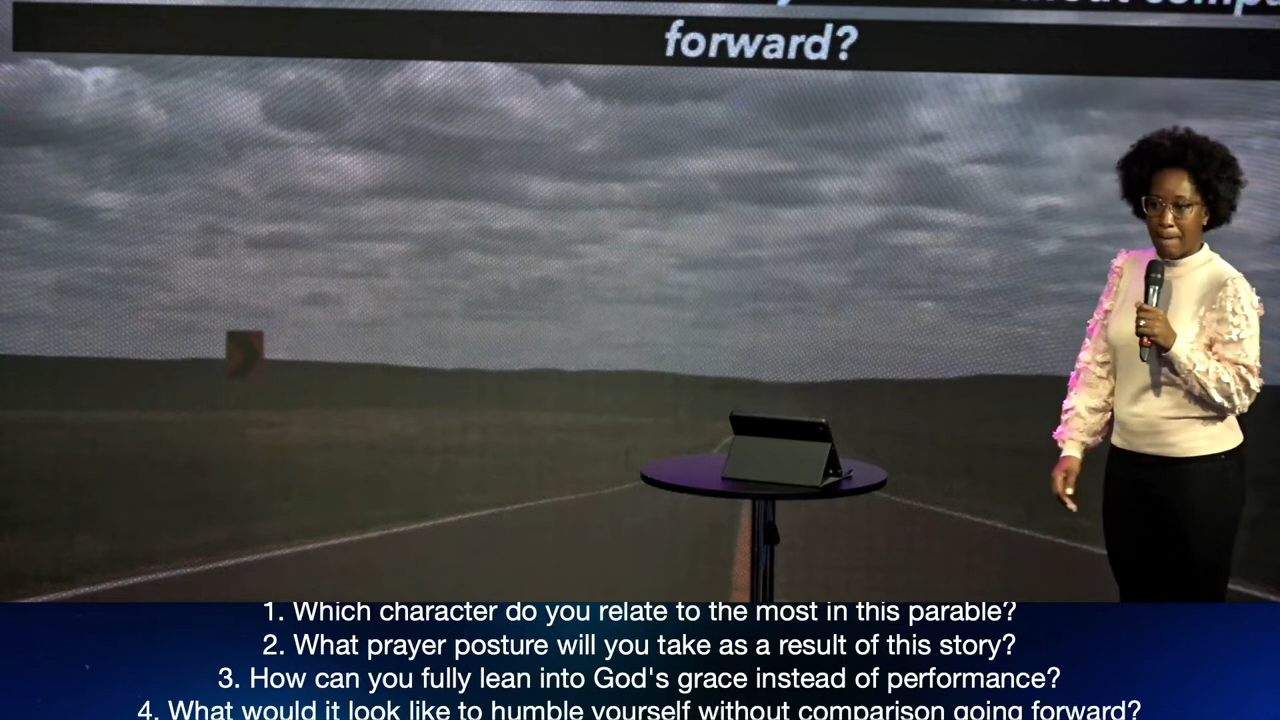 forward?
1. Which character do you relate to the most in this parable?
2. What prayer posture will you take as a result of this story?
3. How can you fully lean into God's grace instead of performance?
4. What would it look like to humble yourself without comparison going forward?